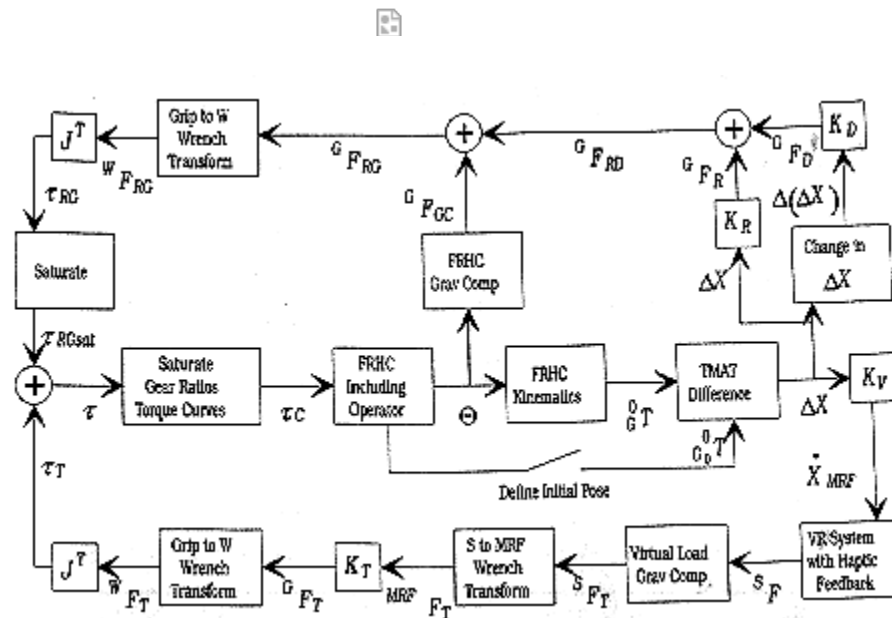 J^T
Grip to W
Wrench
Transform
^W F_RG
^G F_RG
^G F_RD
^G F_D
K_D
τ_RG
^G F_GC
^G F_R
K_R
Δ(ΔX)
Saturate
FRHC
Grav Comp
ΔX
Change in
ΔX
τ_RGsat
Saturate
Gear Ratios
Torque Curves
FRHC
Including
Operator
FRHC
Kinematics
TMAT
Difference
K_V
τ
τ_C
Θ
^0_G T
^0_G0 T
ΔX
τ_T
Define Initial Pose
Ẋ_MRF
J^T
Grip to W
Wrench
Transform
K_T
S to MRF
Wrench
Transform
Virtual Load
Grav Comp
VR System
with Haptic
Feedback
^W F_T
^G F_T
^MRF F_T
^S F_T
^S F